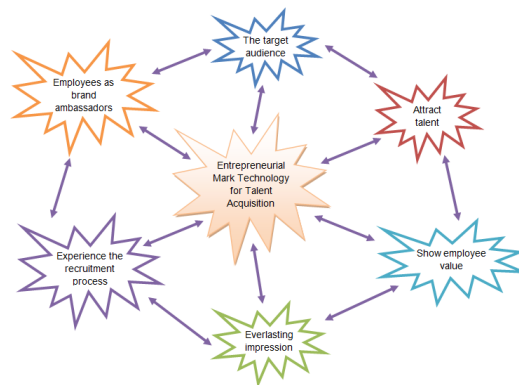 The target
audience
Employees as
brand
ambassadors
Attract
talent
Entrepreneurial
Mark Technology
for Talent
Acquisition
Experience the
recruitment
process
Show employee
value
Everlasting
impression